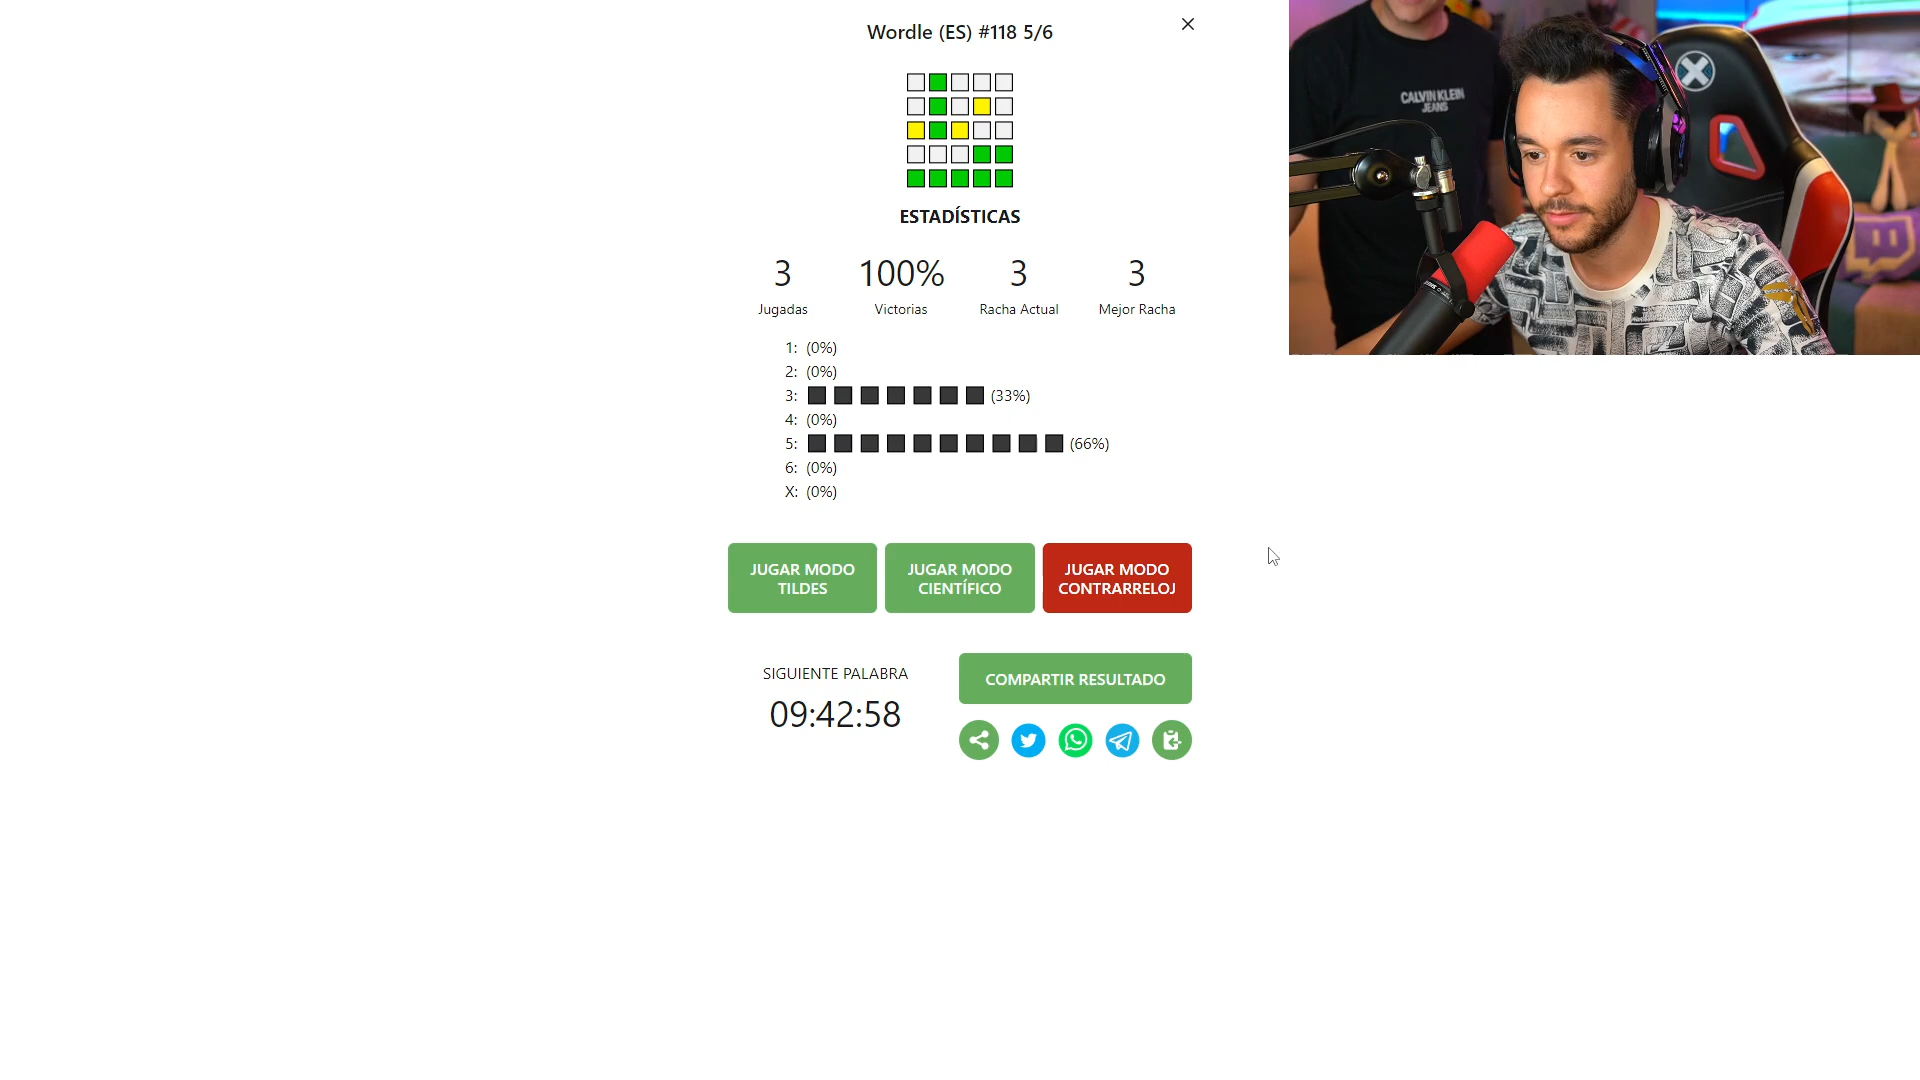 Wordle (ES) #118 5/6
ESTADÍSTICAS
3
100%
3
3
Jugadas
Victorias
Racha Actual
Mejor Racha
1: (0%)
2: (0%)
3: (33%)
4: (0%)
5: (66%)
6: (0%)
X: (0%)
JUGAR MODO
TILDES
JUGAR MODO
CIENTÍFICO
JUGAR MODO
CONTRARRELOJ
SIGUIENTE PALABRA
09:42:58
COMPARTIR RESULTADO
CALVIN KLEIN
JEANS